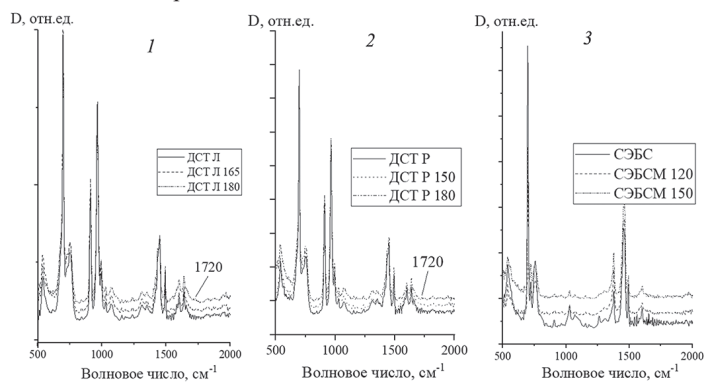 D, отн.ед.
1
ДСТ Л
ДСТ Л 165
ДСТ Л 180
1720
500 1000 1500 2000
Волновое число, см-1
D, отн.ед.
2
ДСТ Р
ДСТ Р 150
ДСТ Р 180
1720
500 1000 1500 2000
Волновое число, см-1
D, отн.ед.
3
СЭБС
СЭБСМ 120
СЭБСМ 150
500 1000 1500 2000
Волновое число, см-1